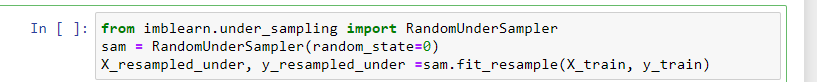 In [ ]: from imblearn.under_sampling import RandomUnderSampler
sam = RandomUnderSampler(random_state=0)
X_resampled_under, y_resampled_under =sam.fit_resample(X_train, y_train)